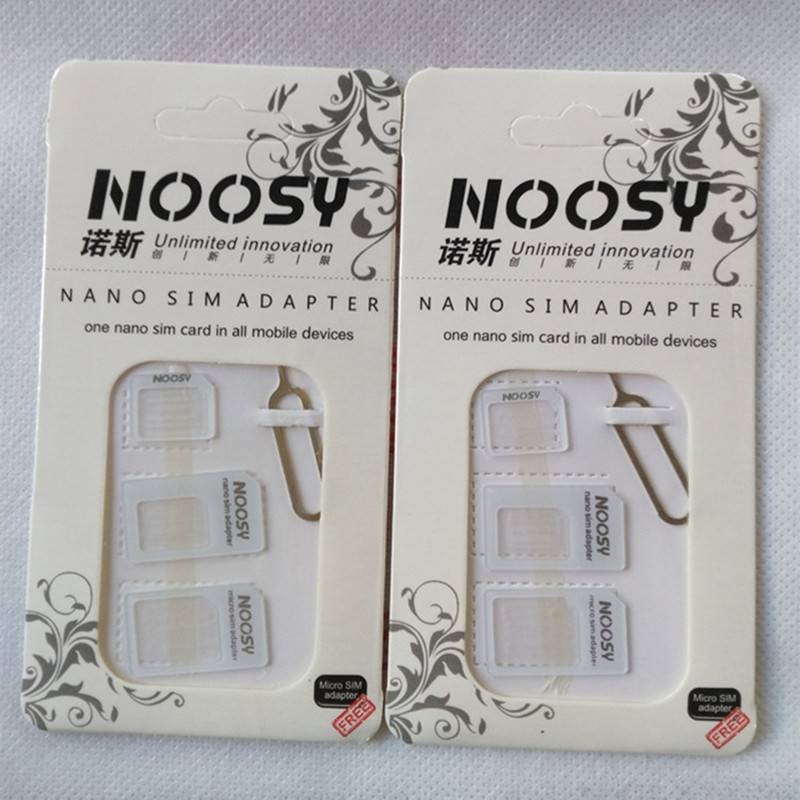 NOOSY
诺斯 Unlimited innovation
创 | 新 | 无 | 限
NANO SIM ADAPTER
one nano sim card in all mobile devices
NOOSY
NOOSY
nano sim adapter
NOOSY
micro sim adapter
Micro SIM
adapter
FREE
NOOSY
诺斯 Unlimited innovation
创 | 新 | 无 | 限
NANO SIM ADAPTER
one nano sim card in all mobile devices
NOOSY
NOOSY
nano sim adapter
NOOSY
micro sim adapter
Micro SIM
adapter
FREE